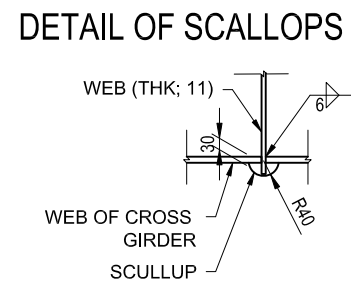 DETAIL OF SCALLOPS
WEB (THK; 11)
6
30
WEB OF CROSS
GIRDER
R40
SCULLUP